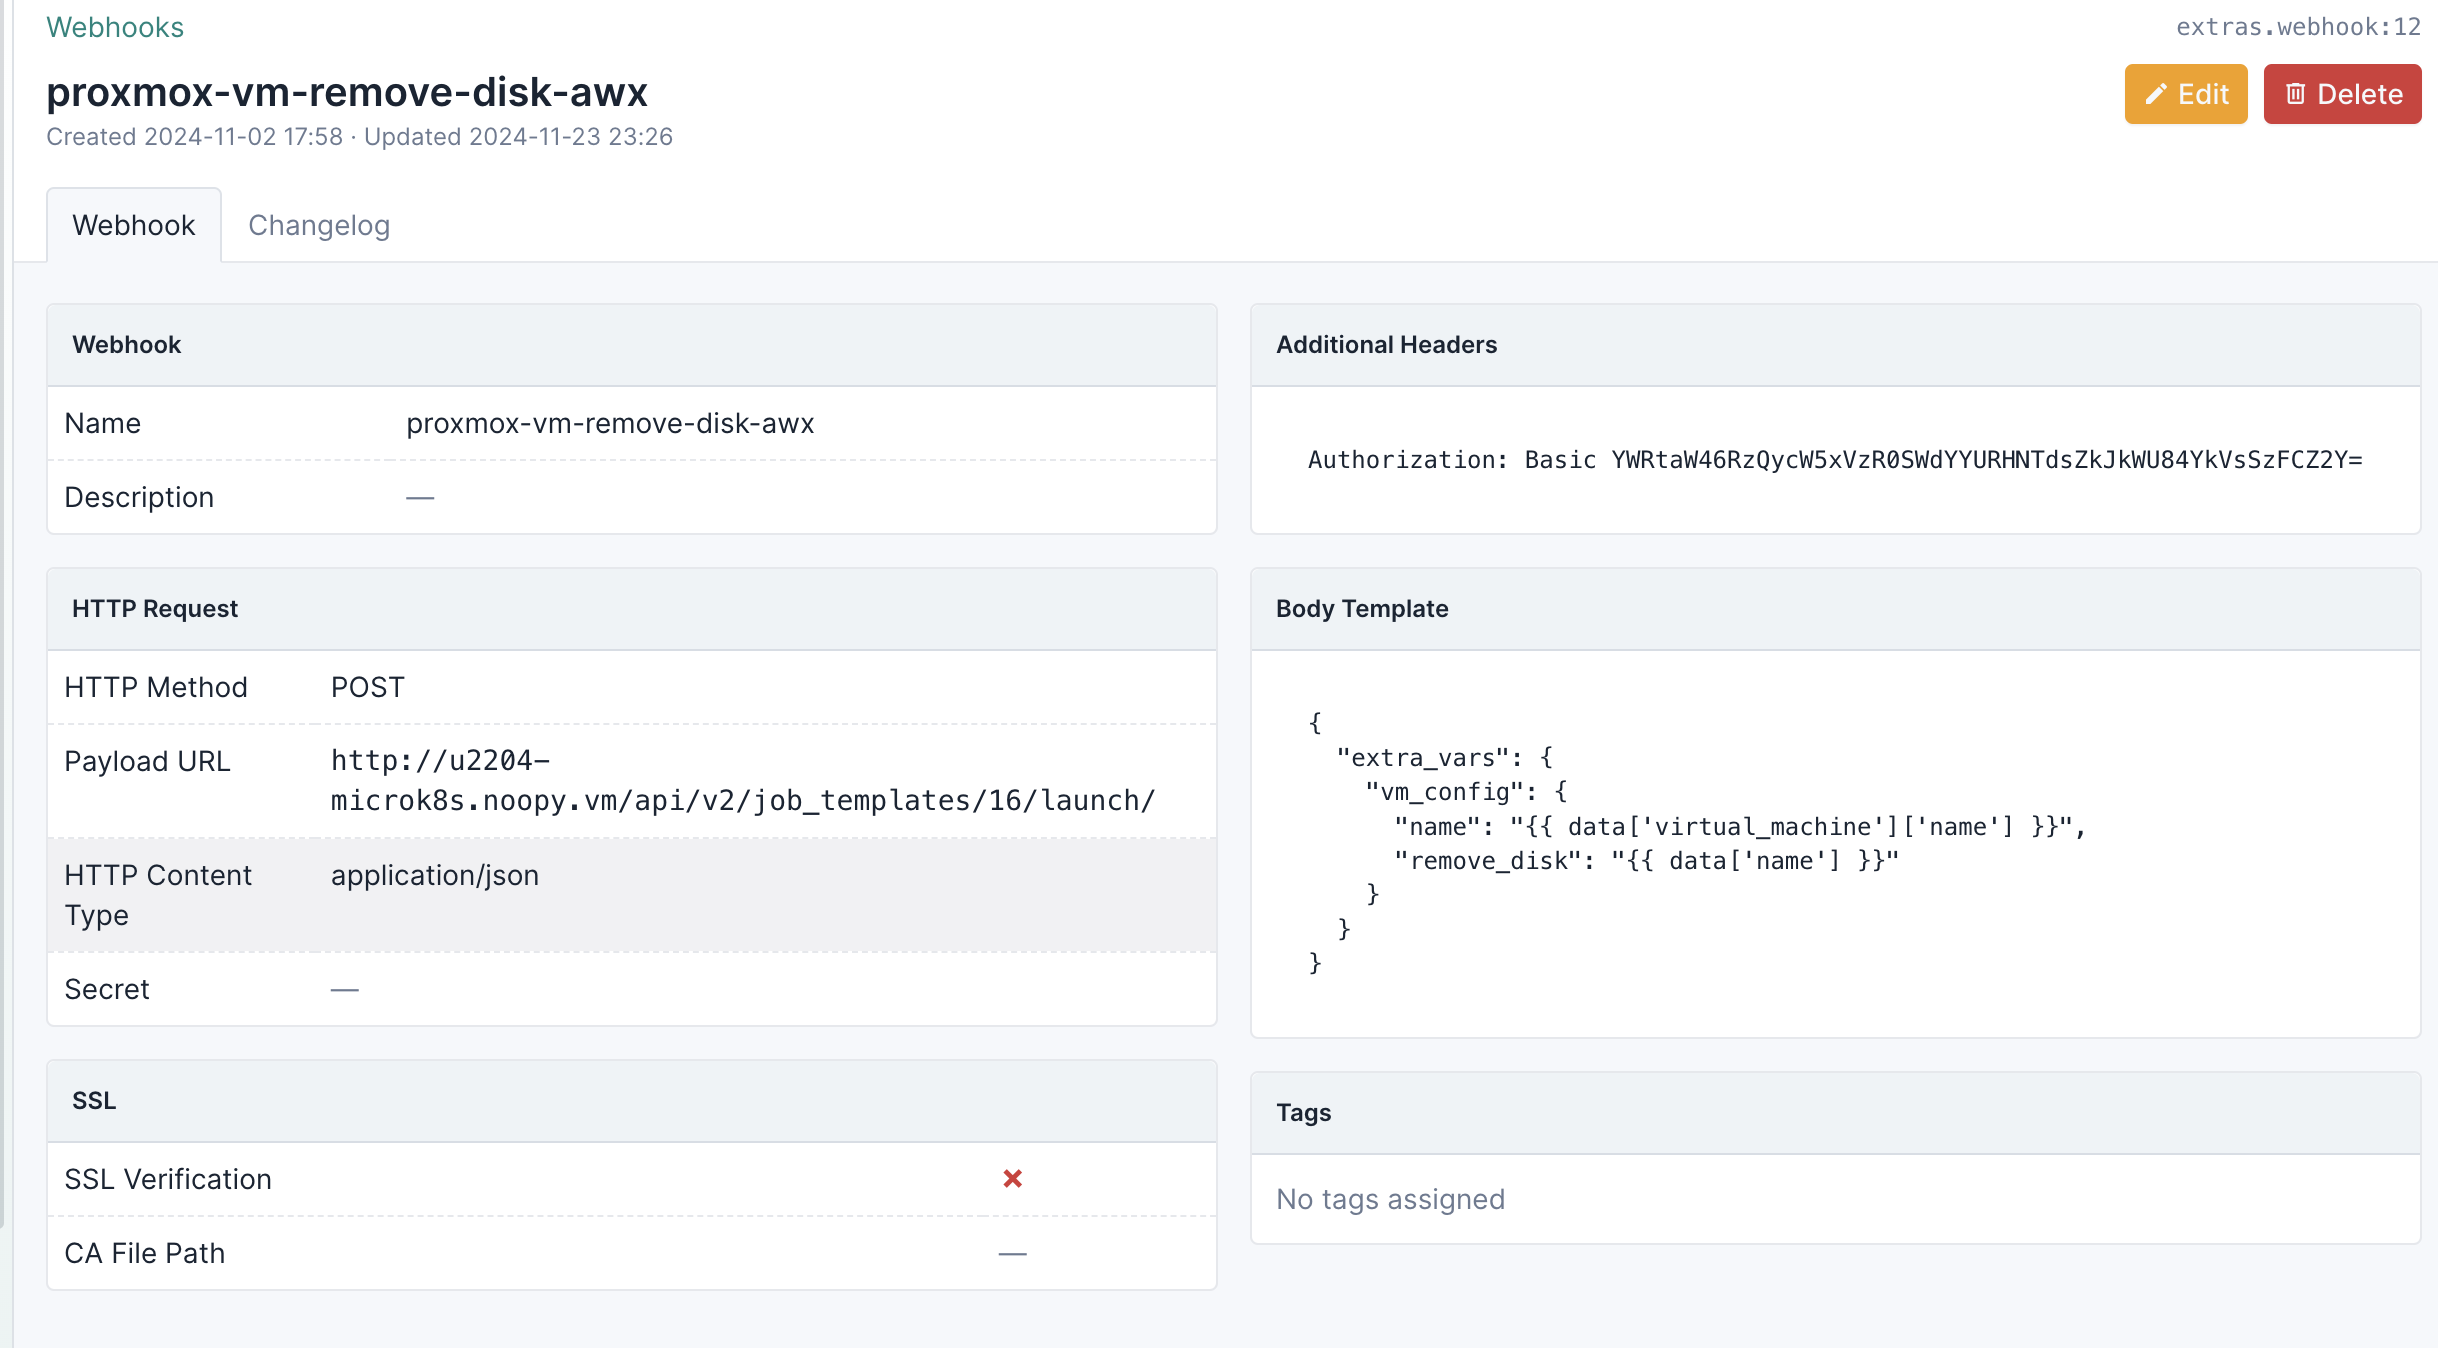 Webhooks
extras.webhook:12
proxmox-vm-remove-disk-awx
Edit
Delete
Created 2024-11-02 17:58 · Updated 2024-11-23 23:26
Webhook
Changelog
Webhook
Name
proxmox-vm-remove-disk-awx
Description
—
HTTP Request
HTTP Method
POST
Payload URL
http://u2204-
microk8s.noopy.vm/api/v2/job_templates/16/launch/
HTTP Content
Type
application/json
Secret
—
SSL
SSL Verification
CA File Path
—
Additional Headers
Authorization: Basic YWRtaW46RzQycW5xVzR0SWdYYURHNTdsZkJkWU84YkVsSzFCZ2Y=
Body Template
{
  "extra_vars": {
    "vm_config": {
      "name": "{{ data['virtual_machine']['name'] }}",
      "remove_disk": "{{ data['name'] }}"
    }
  }
}
Tags
No tags assigned